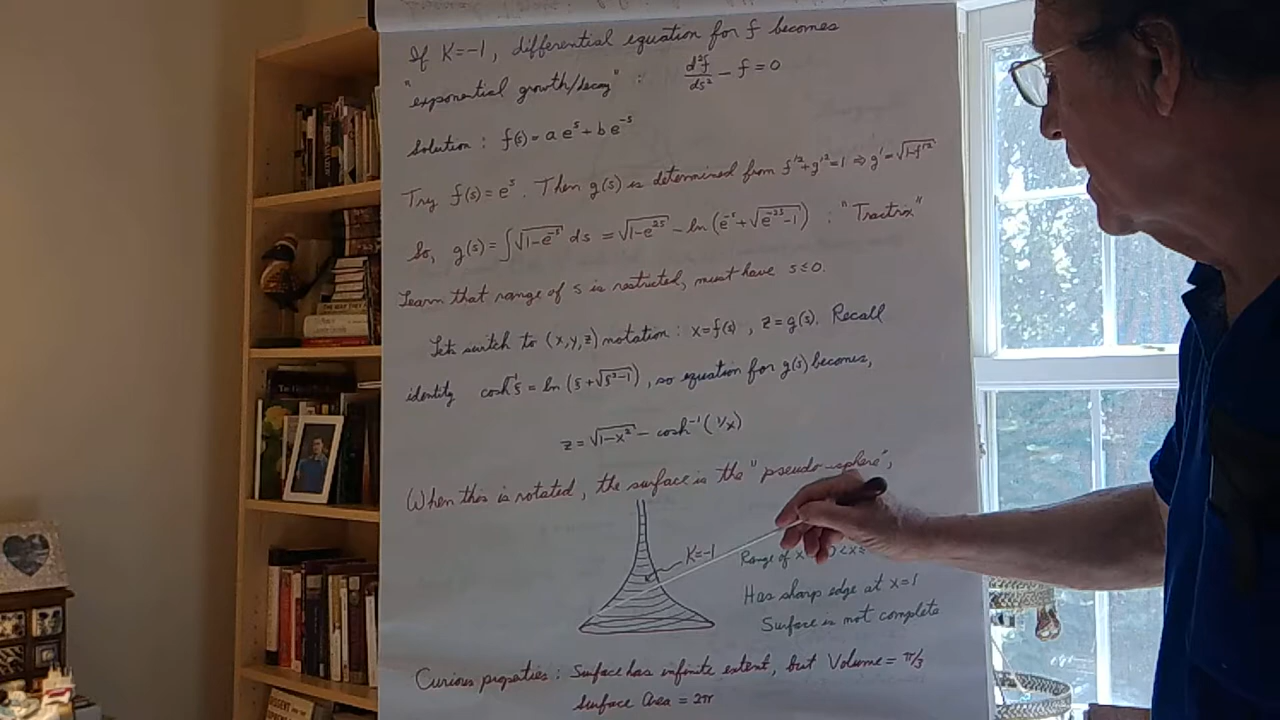 If K=-1, differential equation for f becomes
"exponential growth/decay" : d²f/ds² - f = 0
Solution : f(s) = a e^s + b e^-s
Try f(s) = e^s. Then g(s) is determined from f'²+g'²=1 ⇒ g'=√(1-f'²)
So, g(s) = ∫√(1-e^-s) ds = √(1-e^2s) - ln(e^-s + √(e^-2s -1)) : "Tractrix"
Learn that range of s is restricted, must have s≤0.
Lets switch to (x,y,z) notation : x=f(s), z=g(s). Recall
identity cosh^-1 ξ = ln(ξ+√(ξ²-1)), so equation for g(s) becomes,
z = √(1-x²) - cosh^-1(1/x)
When this is rotated, the surface is the "pseudo-sphere",
K=-1
Range of x 0<x≤
Has sharp edge at x=1
Surface is not complete
Curious properties : Surface has infinite extent, but Volume = π/3
Surface Area = 2π